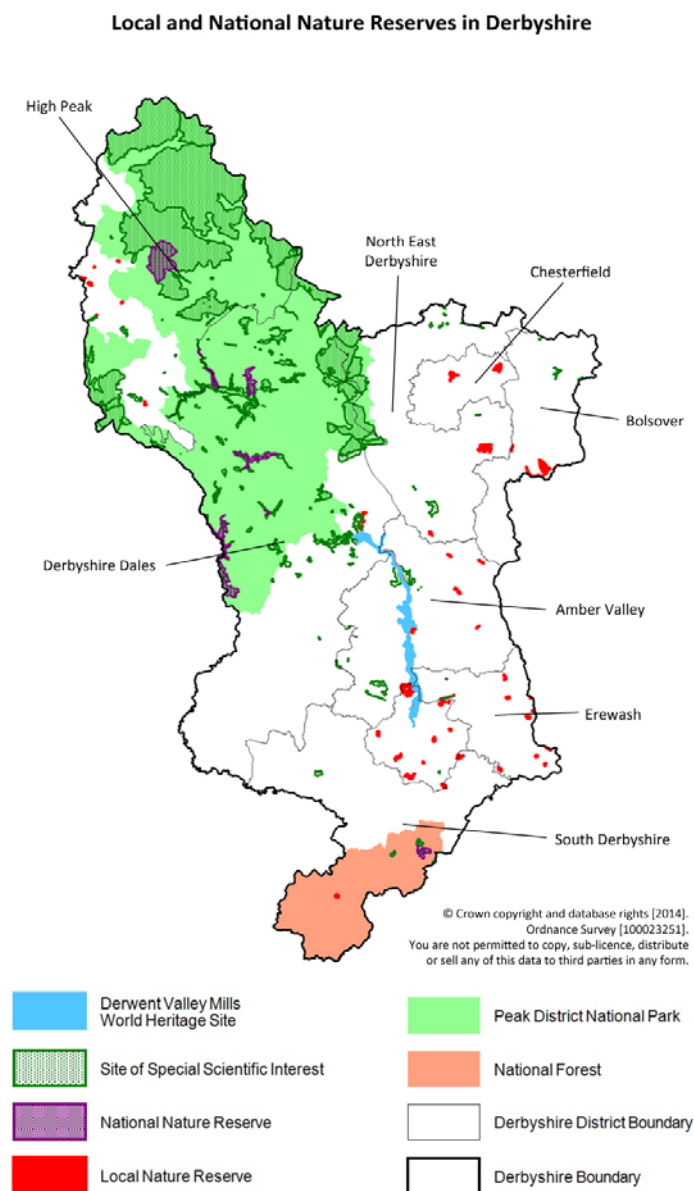 Local and National Nature Reserves in Derbyshire
High Peak
North East
Derbyshire
Chesterfield
Bolsover
Derbyshire Dales
Amber Valley
Erewash
South Derbyshire
© Crown copyright and database rights [2014].
Ordnance Survey [100023251].
You are not permitted to copy, sub-licence, distribute
or sell any of this data to third parties in any form.
Derwent Valley Mills
World Heritage Site
Peak District National Park
Site of Special Scientific Interest
National Forest
National Nature Reserve
Derbyshire District Boundary
Local Nature Reserve
Derbyshire Boundary